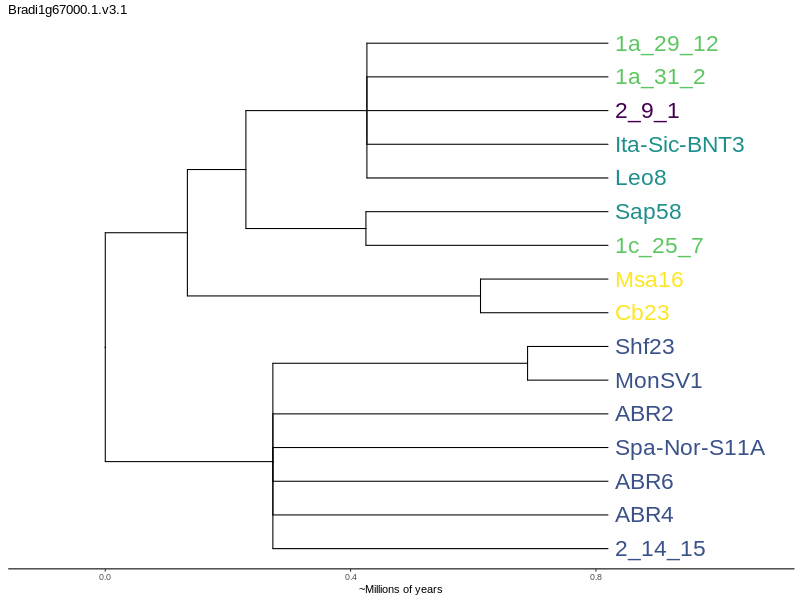 Bradi1g67000.1.v3.1
1a_29_12
1a_31_2
2_9_1
Ita-Sic-BNT3
Leo8
Sap58
1c_25_7
Msa16
Cb23
Shf23
MonSV1
ABR2
Spa-Nor-S11A
ABR6
ABR4
2_14_15
0.0 0.4 0.8
~Millions of years